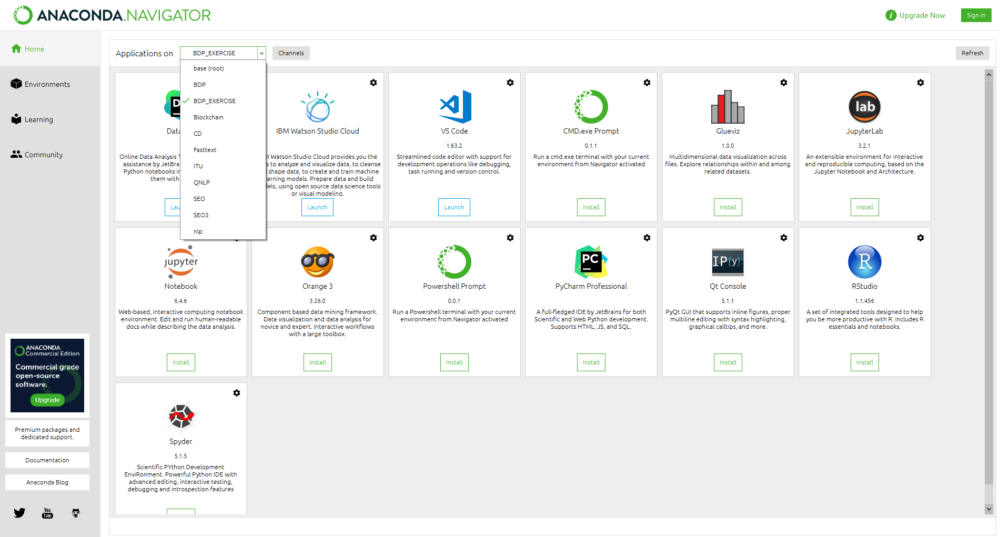 ANACONDA.NAVIGATOR
Upgrade Now
Sign in
Home
Environments
Learning
Community
ANACONDA.
Commercial Edition
Commercial grade
open-source
software.
Upgrade
Premium packages and
dedicated support.
Documentation
Anaconda Blog
You
Tube
Applications on
BDP_EXERCISE
Channels
Refresh
base (root)
BDP
BDP_EXERCISE
Blockchain
CD
Fasttext
ITU
QNLP
SEO
SEO3
nlp
D
Data
Online Data Analysis T
assistance by JetBra
Python notebooks in
them with
Lau
IBM Watson Studio Cloud
M Watson Studio Cloud provides you the
s to analyze and visualize data, to cleanse
shape data, to create and train machine
earning models. Prepare data and build
dels, using open source data science tools
or visual modeling.
Launch
VS Code
1.63.2
Streamlined code editor with support for
development operations like debugging,
task running and version control.
Launch
CMD.exe Prompt
0.1.1
Run a cmd.exe terminal with your current
environment from Navigator activated
Install
Glueviz
1.0.0
Multidimensional data visualization across
files. Explore relationships within and among
related datasets.
Install
lab
JupyterLab
3.2.1
An extensible environment for interactive
and reproducible computing, based on the
Jupyter Notebook and Architecture.
Install
jupyter
Notebook
6.4.6
Web-based, interactive computing notebook
environment. Edit and run human-readable
docs while describing the data analysis.
Install
Orange 3
3.26.0
Component based data mining framework.
Data visualization and data analysis for
novice and expert. Interactive workflows
with a large toolbox.
Install
Powershell Prompt
0.0.1
Run a Powershell terminal with your current
environment from Navigator activated
Install
PC
PyCharm Professional
A full-fledged IDE by JetBrains for both
Scientific and Web Python development.
Supports HTML, JS, and SQL.
Install
IP[y]:
Qt Console
5.1.1
PyQt GUI that supports inline figures, proper
multiline editing with syntax highlighting,
graphical calltips, and more.
Install
R
RStudio
1.1.456
A set of integrated tools designed to help
you be more productive with R. Includes R
essentials and notebooks.
Install
Spyder
5.1.5
Scientific PYthon Development
EnviRonment. Powerful Python IDE with
advanced editing, interactive testing,
debugging and introspection features